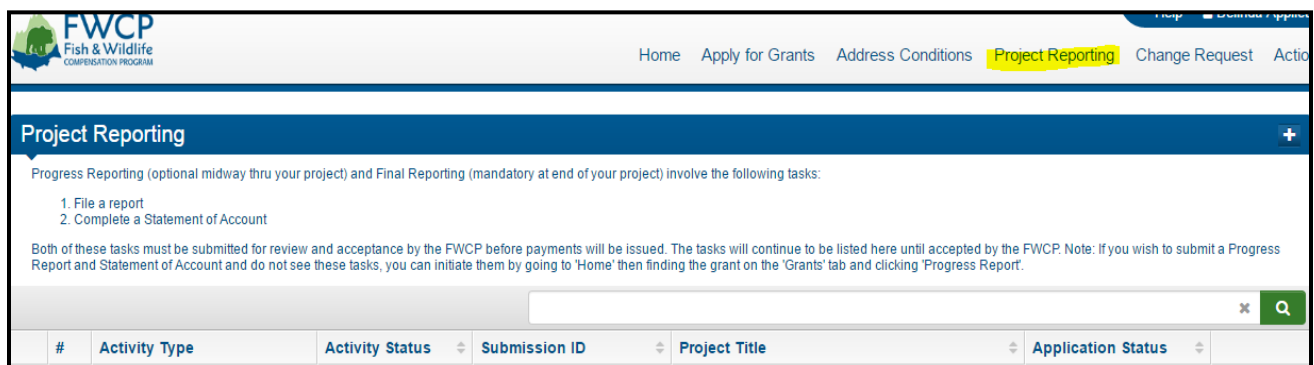 Help Belinda Applic
FWCP
Fish & Wildlife
COMPENSATION PROGRAM
Home Apply for Grants Address Conditions Project Reporting Change Request Actio
Project Reporting
Progress Reporting (optional midway thru your project) and Final Reporting (mandatory at end of your project) involve the following tasks:
1. File a report
2. Complete a Statement of Account
Both of these tasks must be submitted for review and acceptance by the FWCP before payments will be issued. The tasks will continue to be listed here until accepted by the FWCP. Note: If you wish to submit a Progress
Report and Statement of Account and do not see these tasks, you can initiate them by going to 'Home' then finding the grant on the 'Grants' tab and clicking 'Progress Report'.
# Activity Type Activity Status Submission ID Project Title Application Status